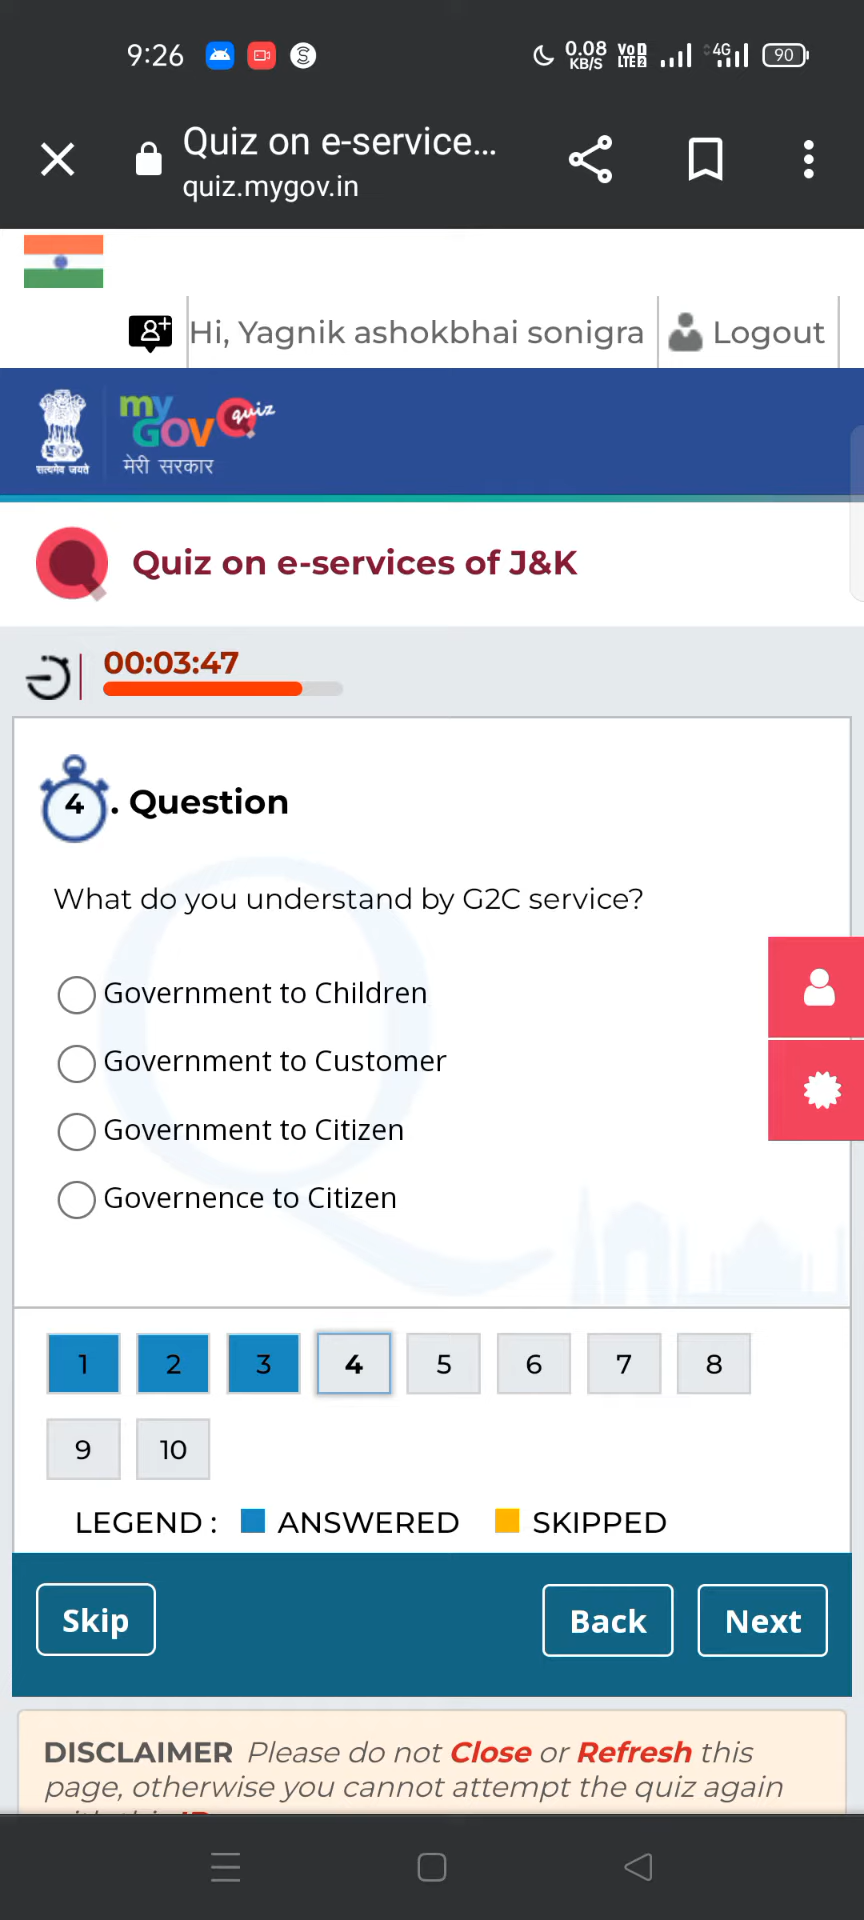 9:26 0.08 KB/S VoD LTE2 4G 90
Quiz on e-service...
quiz.mygov.in
Hi, Yagnik ashokbhai sonigra Logout
my GOV quiz
सत्यमेव जयते मेरी सरकार
Quiz on e-services of J&K
00:03:47
4. Question
What do you understand by G2C service?
Government to Children
Government to Customer
Government to Citizen
Governence to Citizen
1 2 3 4 5 6 7 8
9 10
LEGEND : ANSWERED SKIPPED
Skip Back Next
DISCLAIMER Please do not Close or Refresh this
page, otherwise you cannot attempt the quiz again